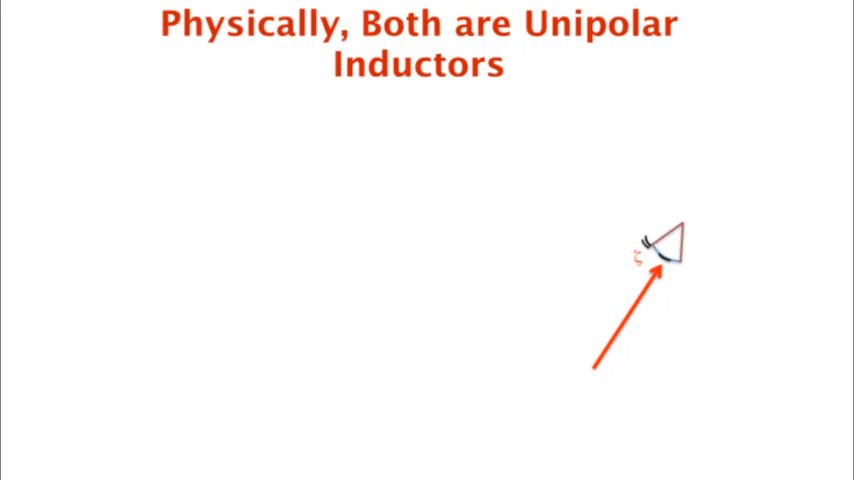 Physically, Both are Unipolar
Inductors
ζ